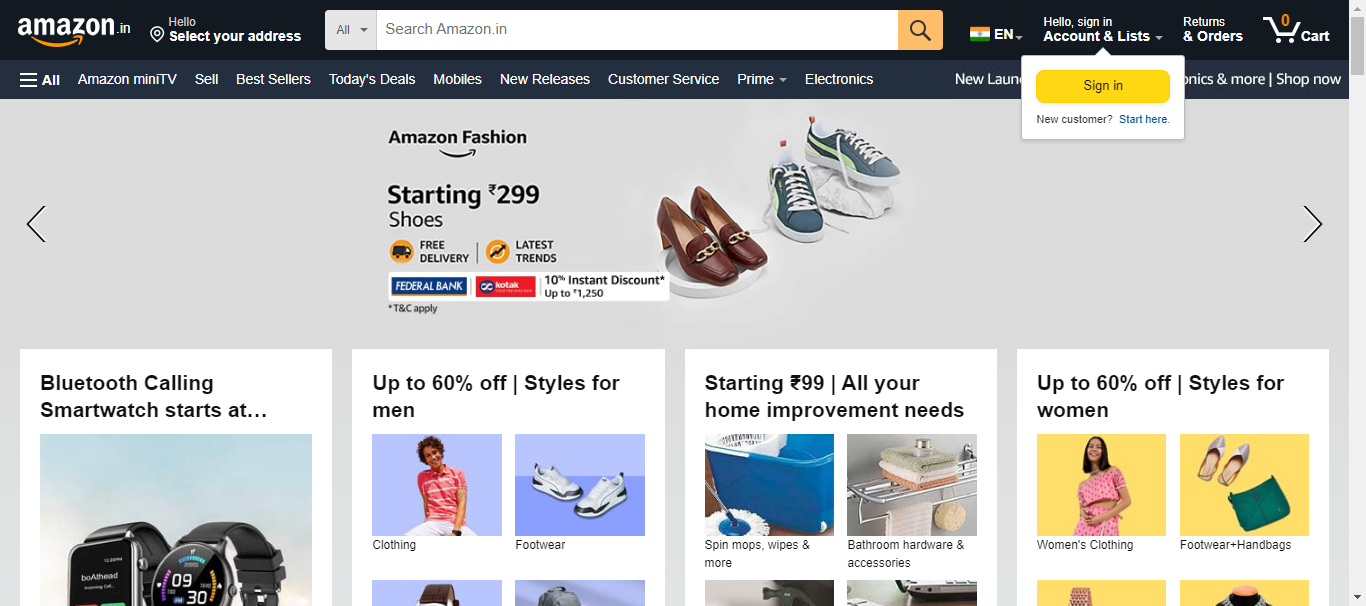 amazon.in
Hello
Select your address
All
Search Amazon.in
EN
Hello, sign in
Account & Lists
Returns
& Orders
0
Cart
All
Amazon miniTV
Sell
Best Sellers
Today's Deals
Mobiles
New Releases
Customer Service
Prime
Electronics
New Laun
onics & more | Shop now
Sign in
New customer? Start here.
Amazon Fashion
Starting ₹299
Shoes
FREE
DELIVERY
LATEST
TRENDS
FEDERAL BANK
kotak
10% Instant Discount*
Up to ₹1,250
*T&C apply
Bluetooth Calling
Smartwatch starts at…
Up to 60% off | Styles for
men
Starting ₹99 | All your
home improvement needs
Up to 60% off | Styles for
women
Clothing
Footwear
Spin mops, wipes &
more
Bathroom hardware &
accessories
Women's Clothing
Footwear+Handbags
boAthead
Incoming Call...
09
30